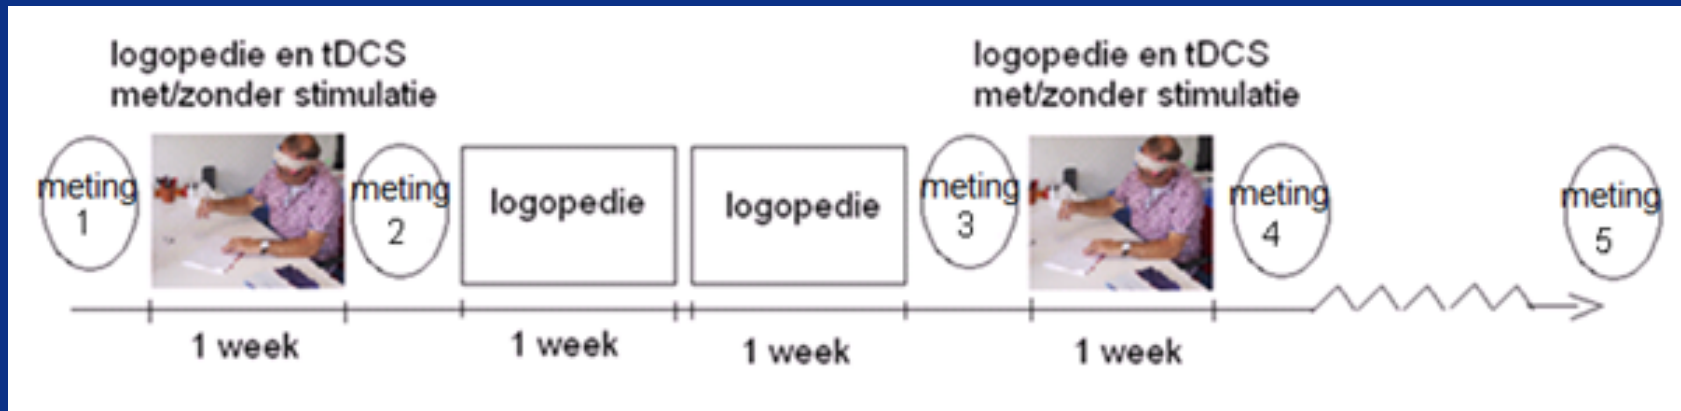 logopedie en tDCS
met/zonder stimulatie
logopedie en tDCS
met/zonder stimulatie
meting
1
meting
2
logopedie
logopedie
meting
3
meting
4
meting
5
1 week
1 week
1 week
1 week